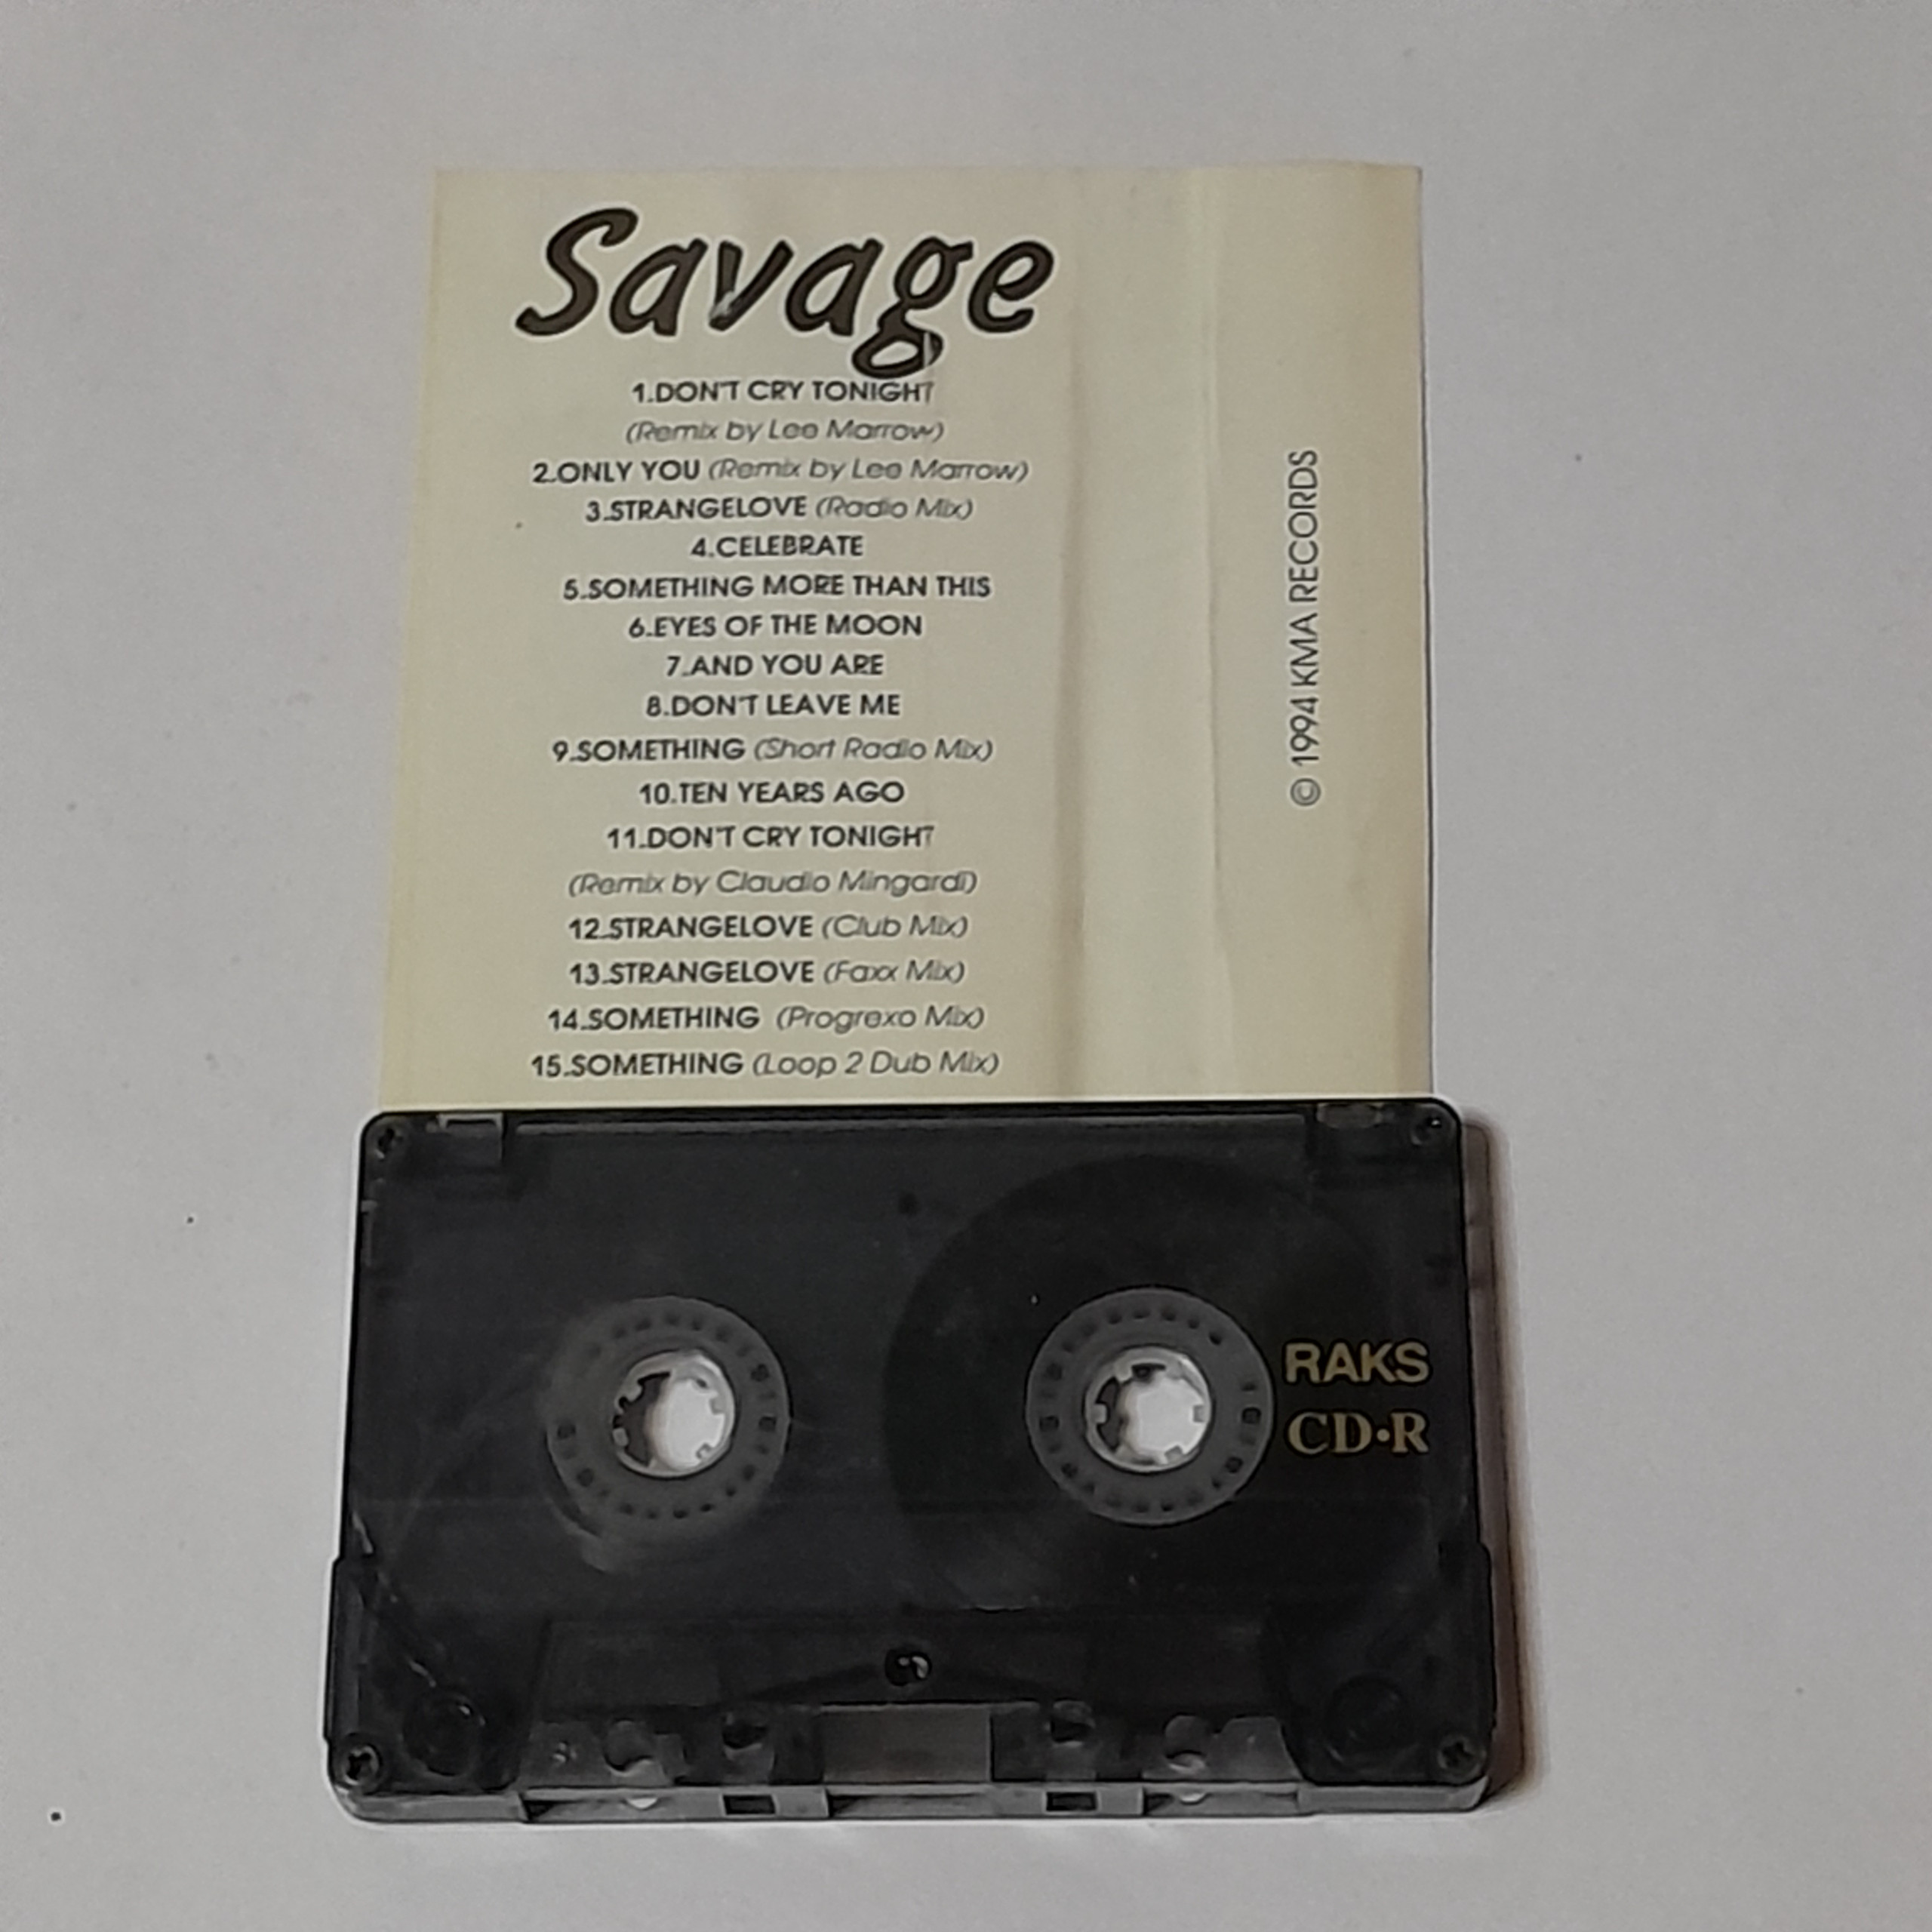 Savage
1.DON'T CRY TONIGHT
(Remix by Lee Marrow)
2.ONLY YOU (Remix by Lee Marrow)
3.STRANGELOVE (Radio Mix)
4.CELEBRATE
5.SOMETHING MORE THAN THIS
6.EYES OF THE MOON
7.AND YOU ARE
8.DON'T LEAVE ME
9.SOMETHING (Short Radio Mix)
10.TEN YEARS AGO
11.DON'T CRY TONIGHT
(Remix by Claudio Mingardi)
12.STRANGELOVE (Club Mix)
13.STRANGELOVE (Faxx Mix)
14.SOMETHING (Progrexo Mix)
15.SOMETHING (Loop 2 Dub Mix)
© 1994 KMA RECORDS
RAKS
CD•R